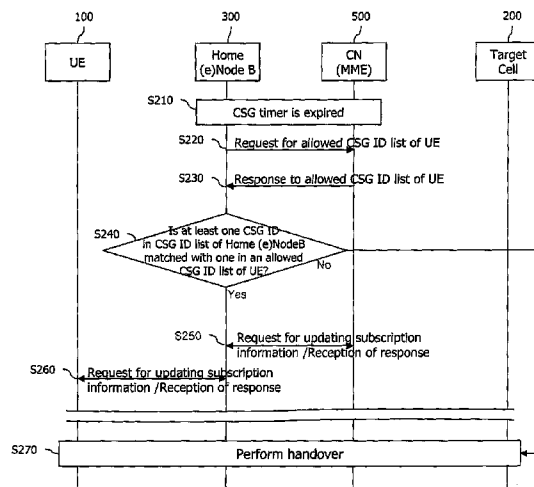 100
300
500
200
UE
Home
(e)Node B
CN
(MME)
Target
Cell
S210
CSG timer is expired
S220
Request for allowed CSG ID list of UE
S230
Response to allowed CSG ID list of UE
S240
Is at least one CSG ID
in CSG ID list of Home (e)NodeB
matched with one in an allowed
CSG ID list of UE?
No
Yes
S250
Request for updating subscription
information /Reception of response
S260
Request for updating subscription
information /Reception of response
S270
Perform handover